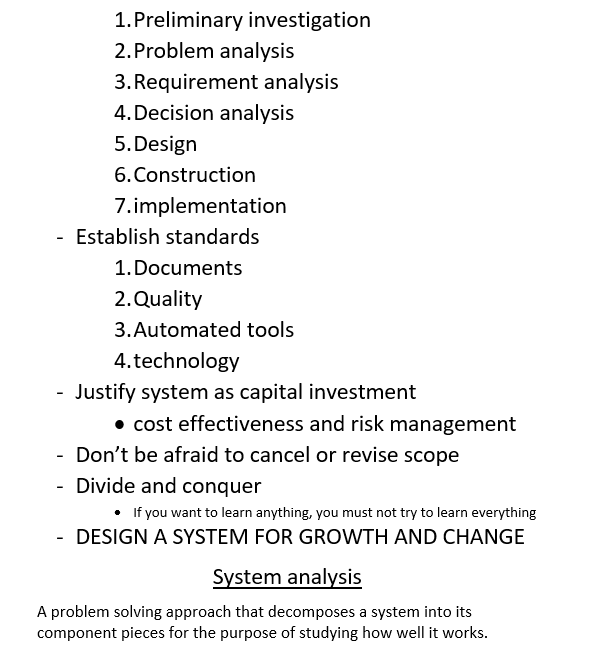 1. Preliminary investigation
2. Problem analysis
3. Requirement analysis
4. Decision analysis
5. Design
6. Construction
7. implementation
- Establish standards
1. Documents
2. Quality
3. Automated tools
4. technology
- Justify system as capital investment
• cost effectiveness and risk management
- Don’t be afraid to cancel or revise scope
- Divide and conquer
• If you want to learn anything, you must not try to learn everything
- DESIGN A SYSTEM FOR GROWTH AND CHANGE
System analysis
A problem solving approach that decomposes a system into its
component pieces for the purpose of studying how well it works.